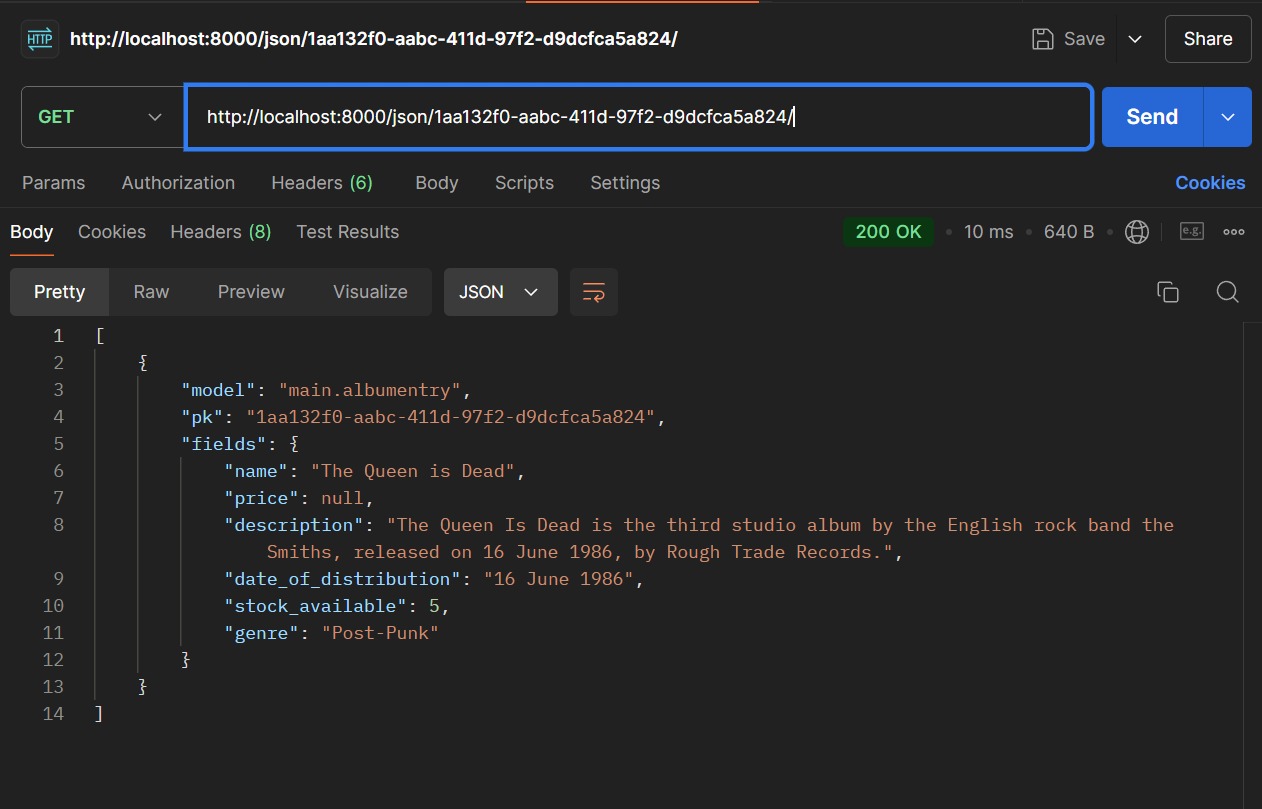 HTTP http://localhost:8000/json/1aa132f0-aabc-411d-97f2-d9dcfca5a824/ Save Share
GET http://localhost:8000/json/1aa132f0-aabc-411d-97f2-d9dcfca5a824/ Send
Params Authorization Headers (6) Body Scripts Settings Cookies
Body Cookies Headers (8) Test Results 200 OK • 10 ms • 640 B • e.g.
Pretty Raw Preview Visualize JSON
1 [
2 {
3 "model": "main.albumentry",
4 "pk": "1aa132f0-aabc-411d-97f2-d9dcfca5a824",
5 "fields": {
6 "name": "The Queen is Dead",
7 "price": null,
8 "description": "The Queen Is Dead is the third studio album by the English rock band the
Smiths, released on 16 June 1986, by Rough Trade Records.",
9 "date_of_distribution": "16 June 1986",
10 "stock_available": 5,
11 "genre": "Post-Punk"
12 }
13 }
14 ]